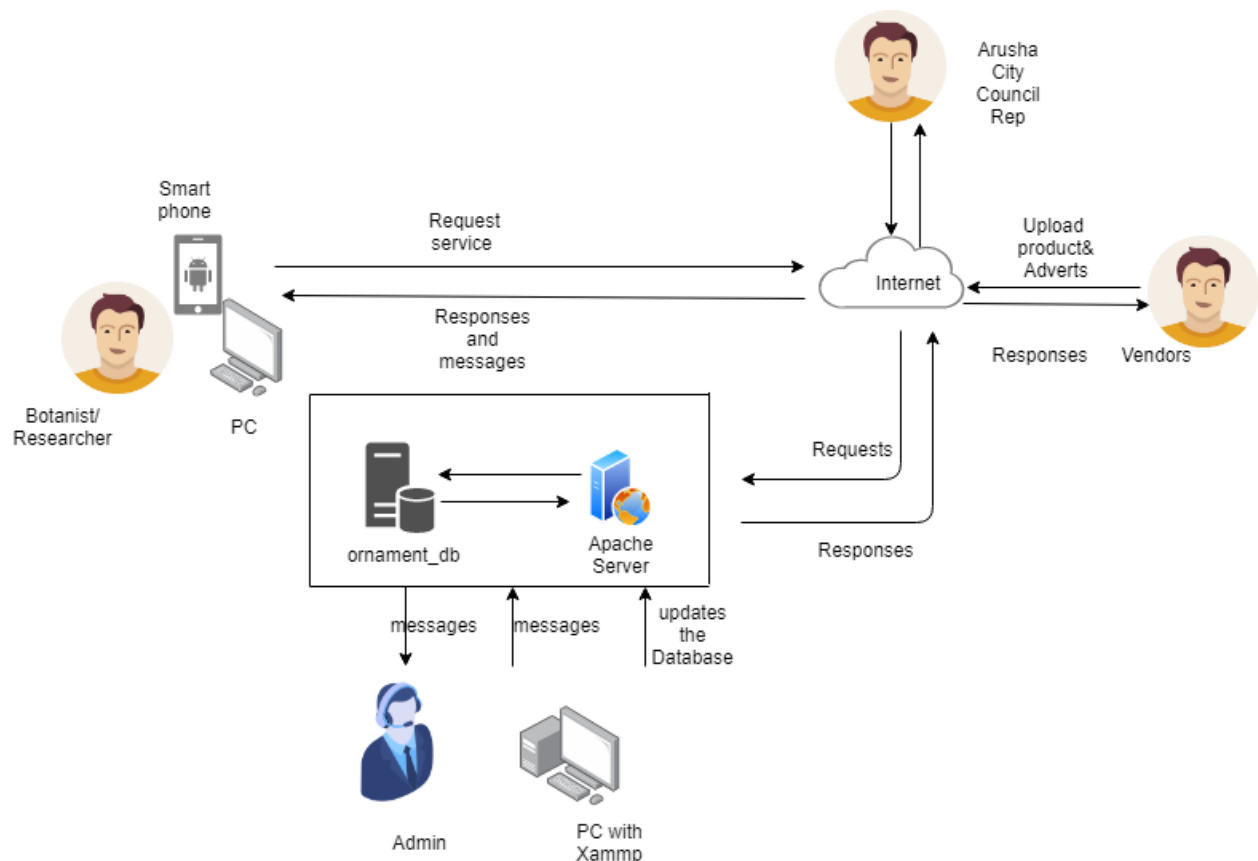 Arusha
City
Council
Rep
Smart
phone
Request
service
Upload
product&
Adverts
Internet
Responses
and
messages
Responses
Vendors
Botanist/
Researcher
PC
Requests
ornament_db
Apache
Server
Responses
messages
messages
updates
the
Database
Admin
PC with
Xammp